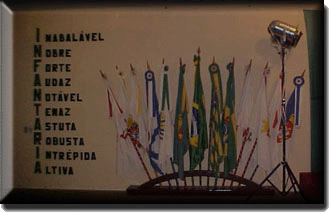 INABALÁVEL
NOBRE
FORTE
AUDAZ
NOTÁVEL
TENAZ
ASTUTA
ROBUSTA
INTRÉPIDA
ALTIVA